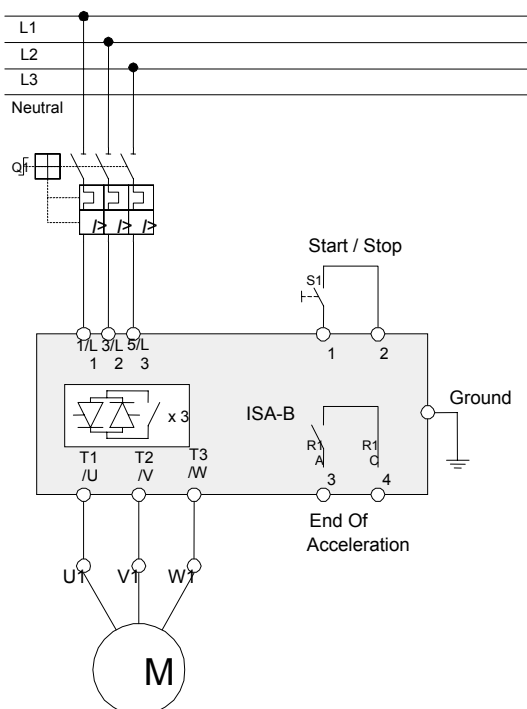 L1
L2
L3
Neutral
Q1
I> I> I>
Start / Stop
S1
1/L 3/L 5/L
1 2 3
1 2
x 3
ISA-B
Ground
R1 R1
A C
T1 T2 T3
/U /V /W
3 4
End Of
Acceleration
U1 V1 W1
M